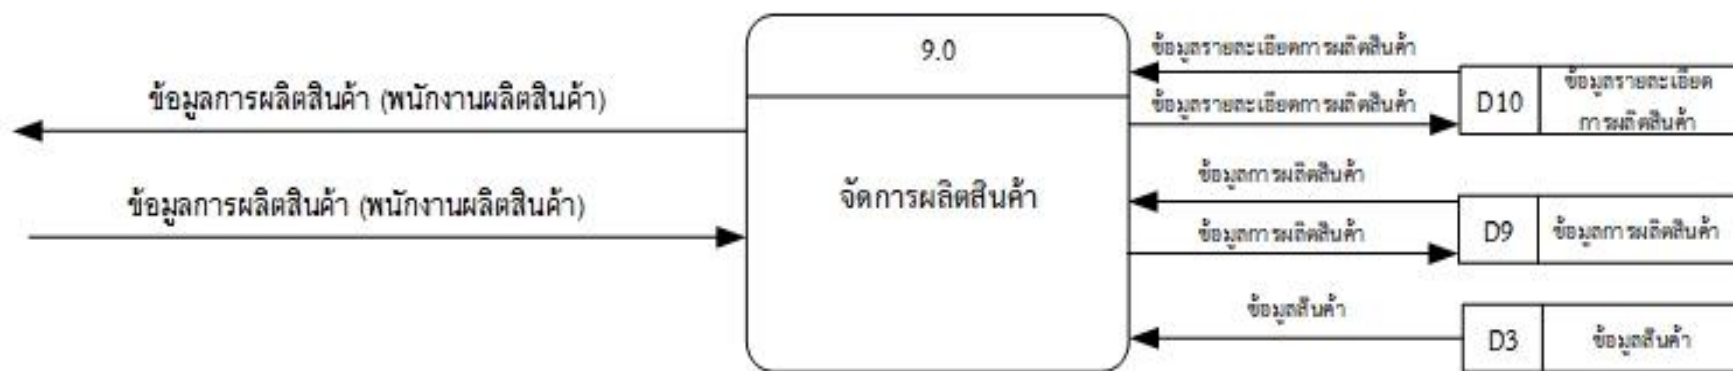 9.0
จัดการผลิตสินค้า
ข้อมูลการผลิตสินค้า (พนักงานผลิตสินค้า)
ข้อมูลการผลิตสินค้า (พนักงานผลิตสินค้า)
ข้อมูลรายละเอียดการผลิตสินค้า
ข้อมูลรายละเอียดการผลิตสินค้า
D10
ข้อมูลรายละเอียด
การผลิตสินค้า
ข้อมูลการผลิตสินค้า
ข้อมูลการผลิตสินค้า
D9
ข้อมูลการผลิตสินค้า
ข้อมูลสินค้า
D3
ข้อมูลสินค้า